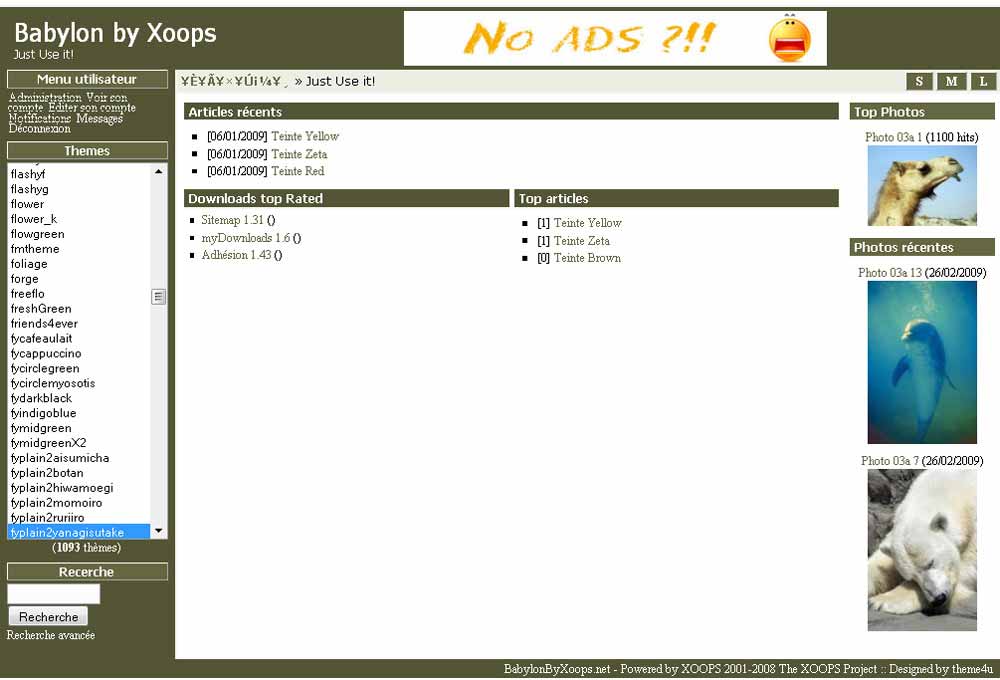 Babylon by Xoops
Just Use it!
No ADS ?!!
Menu utilisateur
Administration Voir son
compte Editer son compte
Notifications Messages
Déconnexion
Themes
flashyf
flashyg
flower
flower_k
flowgreen
fmtheme
foliage
forge
freeflo
freshGreen
friends4ever
fycafeaulait
fycappuccino
fycirclegreen
fycirclemyosotis
fydarkblack
fyindigoblue
fymidgreen
fymidgreenX2
fyplain2aisumicha
fyplain2botan
fyplain2hiwamoegi
fyplain2momoiro
fyplain2ruriiro
fyplain2yanagisutake
(1093 thèmes)
Recerche
Recherche
Recherche avancée
¥È¥Ã¥×¥Úi¼¥¸ » Just Use it!
S M L
Articles récents
[06/01/2009] Teinte Yellow
[06/01/2009] Teinte Zeta
[06/01/2009] Teinte Red
Downloads top Rated
Sitemap 1.31 ()
myDownloads 1.6 ()
Adhésion 1.43 ()
Top articles
[1] Teinte Yellow
[1] Teinte Zeta
[0] Teinte Brown
Top Photos
Photo 03a 1 (1100 hits)
Photos récentes
Photo 03a 13 (26/02/2009)
Photo 03a 7 (26/02/2009)
BabylonByXoops.net - Powered by XOOPS 2001-2008 The XOOPS Project :: Designed by theme4u